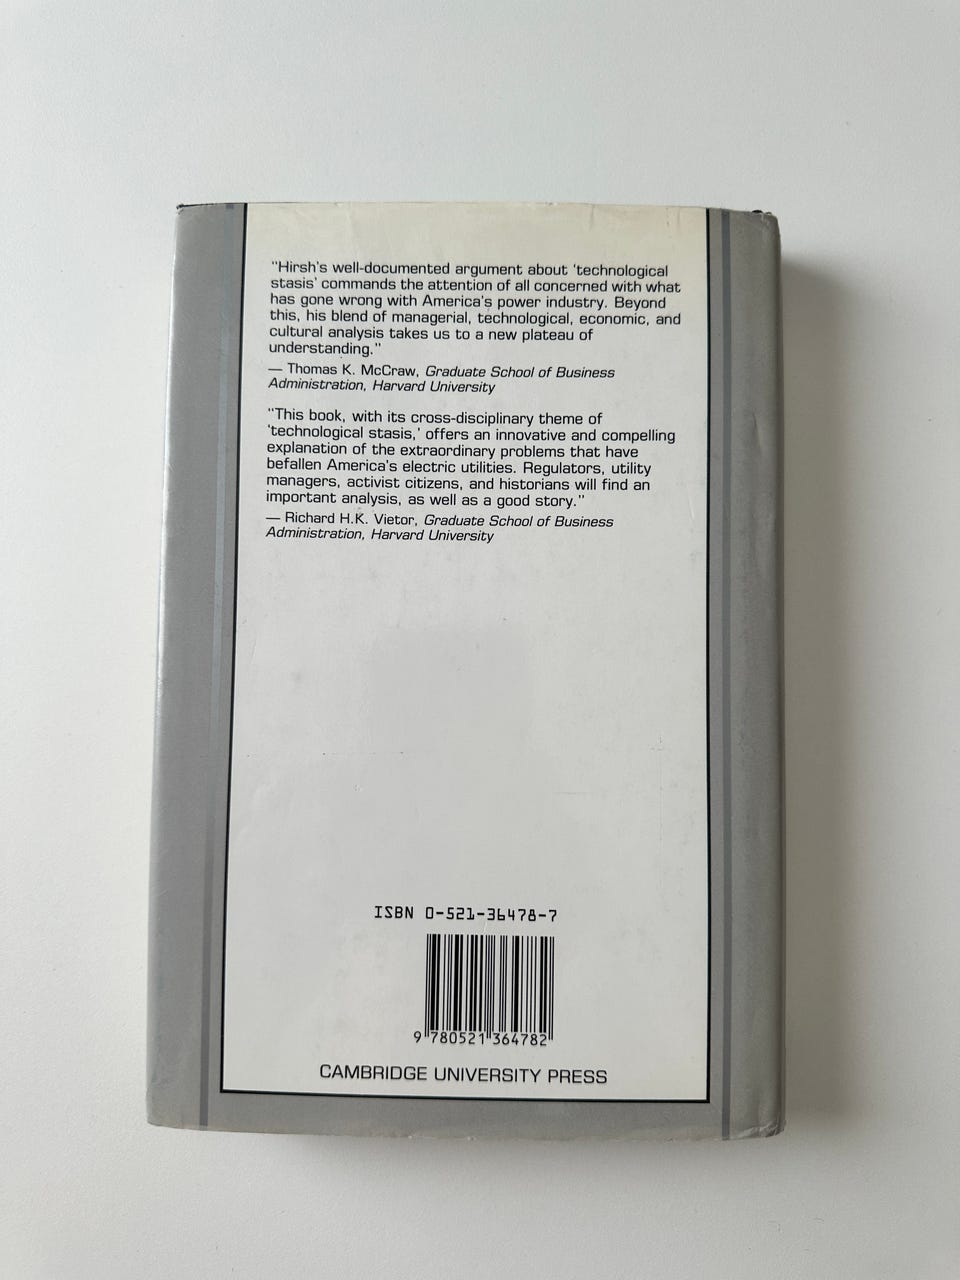 "Hirsh's well-documented argument about 'technological
stasis' commands the attention of all concerned with what
has gone wrong with America's power industry. Beyond
this, his blend of managerial, technological, economic, and
cultural analysis takes us to a new plateau of
understanding."
— Thomas K. McCraw, Graduate School of Business
Administration, Harvard University
"This book, with its cross-disciplinary theme of
'technological stasis,' offers an innovative and compelling
explanation of the extraordinary problems that have
befallen America's electric utilities. Regulators, utility
managers, activist citizens, and historians will find an
important analysis, as well as a good story."
— Richard H.K. Vietor, Graduate School of Business
Administration, Harvard University
ISBN 0-521-36478-7
9 780521 364782
CAMBRIDGE UNIVERSITY PRESS